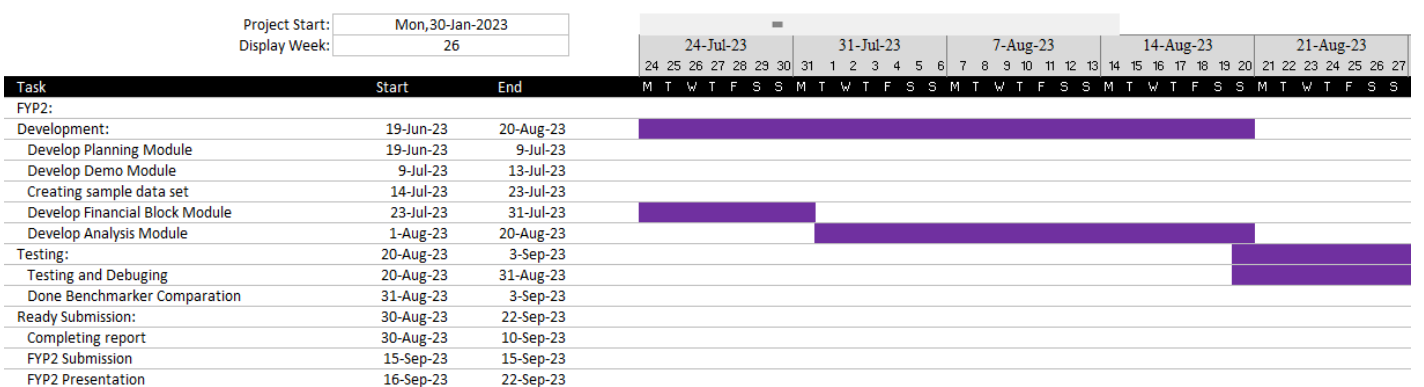 Project Start: Mon,30-Jan-2023
Display Week: 26 24-Jul-23 31-Jul-23 7-Aug-23 14-Aug-23 21-Aug-23
24 25 26 27 28 29 30 31 1 2 3 4 5 6 7 8 9 10 11 12 13 14 15 16 17 18 19 20 21 22 23 24 25 26 27
Task Start End M T W T F S S M T W T F S S M T W T F S S M T W T F S S M T W T F S S
FYP2:
Development: 19-Jun-23 20-Aug-23
Develop Planning Module 19-Jun-23 9-Jul-23
Develop Demo Module 9-Jul-23 13-Jul-23
Creating sample data set 14-Jul-23 23-Jul-23
Develop Financial Block Module 23-Jul-23 31-Jul-23
Develop Analysis Module 1-Aug-23 20-Aug-23
Testing: 20-Aug-23 3-Sep-23
Testing and Debuging 20-Aug-23 31-Aug-23
Done Benchmarker Comparation 31-Aug-23 3-Sep-23
Ready Submission: 30-Aug-23 22-Sep-23
Completing report 30-Aug-23 10-Sep-23
FYP2 Submission 15-Sep-23 15-Sep-23
FYP2 Presentation 16-Sep-23 22-Sep-23